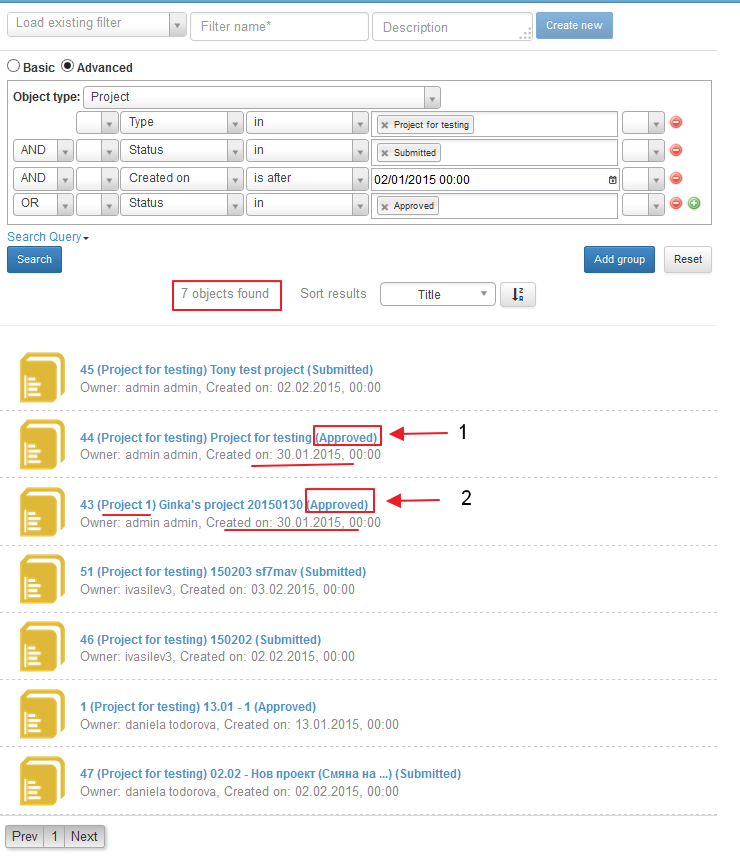 Load existing filter Filter name* Description Create new
Basic Advanced
Object type: Project
Type in Project for testing
AND Status in Submitted
AND Created on is after 02/01/2015 00:00
OR Status in Approved
Search Query
Search Add group Reset
7 objects found Sort results Title
45 (Project for testing) Tony test project (Submitted)
Owner: admin admin, Created on: 02.02.2015, 00:00
44 (Project for testing) Project for testing (Approved) 1
Owner: admin admin, Created on: 30.01.2015, 00:00
43 (Project 1) Ginka's project 20150130 (Approved) 2
Owner: admin admin, Created on: 30.01.2015, 00:00
51 (Project for testing) 150203 sf7mav (Submitted)
Owner: ivasilev3, Created on: 03.02.2015, 00:00
46 (Project for testing) 150202 (Submitted)
Owner: ivasilev3, Created on: 02.02.2015, 00:00
1 (Project for testing) 13.01 - 1 (Approved)
Owner: daniela todorova, Created on: 13.01.2015, 00:00
47 (Project for testing) 02.02 - Нов проект (Смяна на ...) (Submitted)
Owner: daniela todorova, Created on: 02.02.2015, 00:00
Prev 1 Next